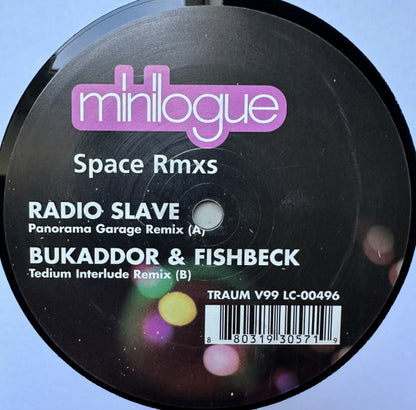 minilogue
Space Rmxs
RADIO SLAVE
Panorama Garage Remix (A)
BUKADDOR & FISHBECK
Tedium Interlude Remix (B)
TRAUM V99 LC-00496
8 80319 30571 9